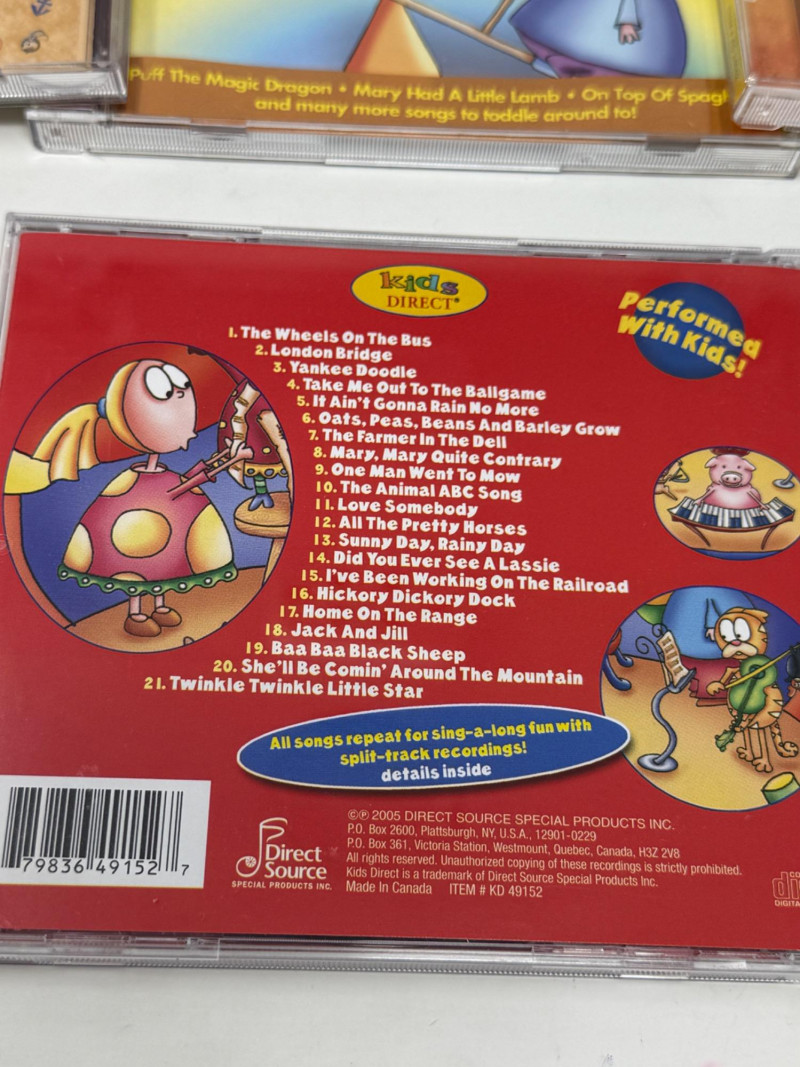 Puff The Magic Dragon • Mary Had A Little Lamb • On Top Of Spag
and many more songs to toddle around to!
kids
DIRECT®
Performed
With Kids!
1. The Wheels On The Bus
2. London Bridge
3. Yankee Doodle
4. Take Me Out To The Ballgame
5. It Ain't Gonna Rain No More
6. Oats, Peas, Beans And Barley Grow
7. The Farmer In The Dell
8. Mary, Mary Quite Contrary
9. One Man Went To Mow
10. The Animal ABC Song
11. Love Somebody
12. All The Pretty Horses
13. Sunny Day, Rainy Day
14. Did You Ever See A Lassie
15. I've Been Working On The Railroad
16. Hickory Dickory Dock
17. Home On The Range
18. Jack And Jill
19. Baa Baa Black Sheep
20. She'll Be Comin' Around The Mountain
21. Twinkle Twinkle Little Star
All songs repeat for sing-a-long fun with
split-track recordings!
details inside
79836 49152 7
Direct
Source
SPECIAL PRODUCTS INC.
©℗ 2005 DIRECT SOURCE SPECIAL PRODUCTS INC.
P.O. Box 2600, Plattsburgh, NY, U.S.A., 12901-0229
P.O. Box 361, Victoria Station, Westmount, Quebec, Canada, H3Z 2V8
All rights reserved. Unauthorized copying of these recordings is strictly prohibited.
Kids Direct is a trademark of Direct Source Special Products Inc.
Made In Canada ITEM # KD 49152